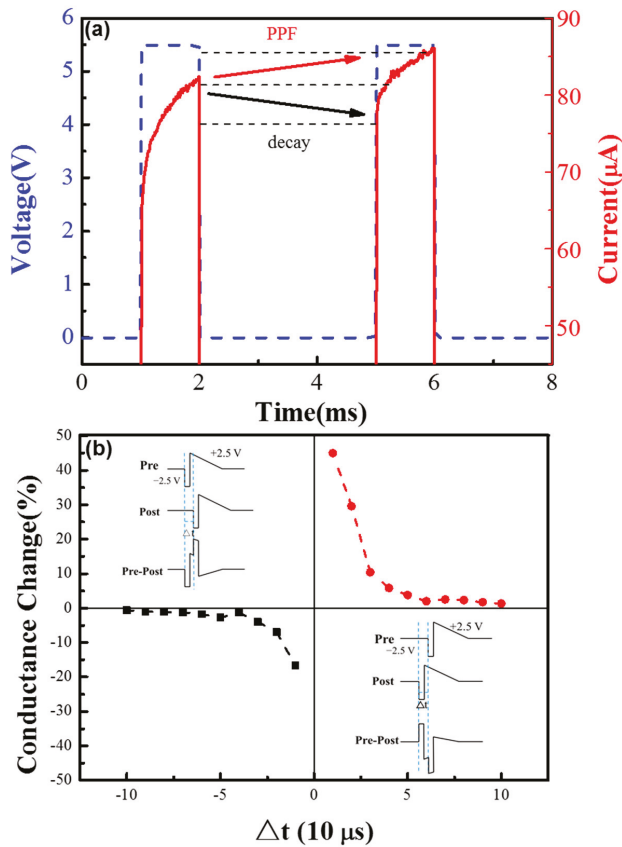 (a)
6
5
4
3
2
1
0
Voltage(V)
PPF
decay
90
80
70
60
50
Current(μA)
0 2 4 6 8
Time(ms)
(b)
50
40
30
20
10
0
-10
-20
-30
-40
-50
Conductance Change(%)
+2.5 V
Pre
−2.5 V
Post
△ t
Pre-Post
Pre
+2.5 V
−2.5 V
Post
△t
Pre-Post
-10 -5 0 5 10
△t (10 μs)